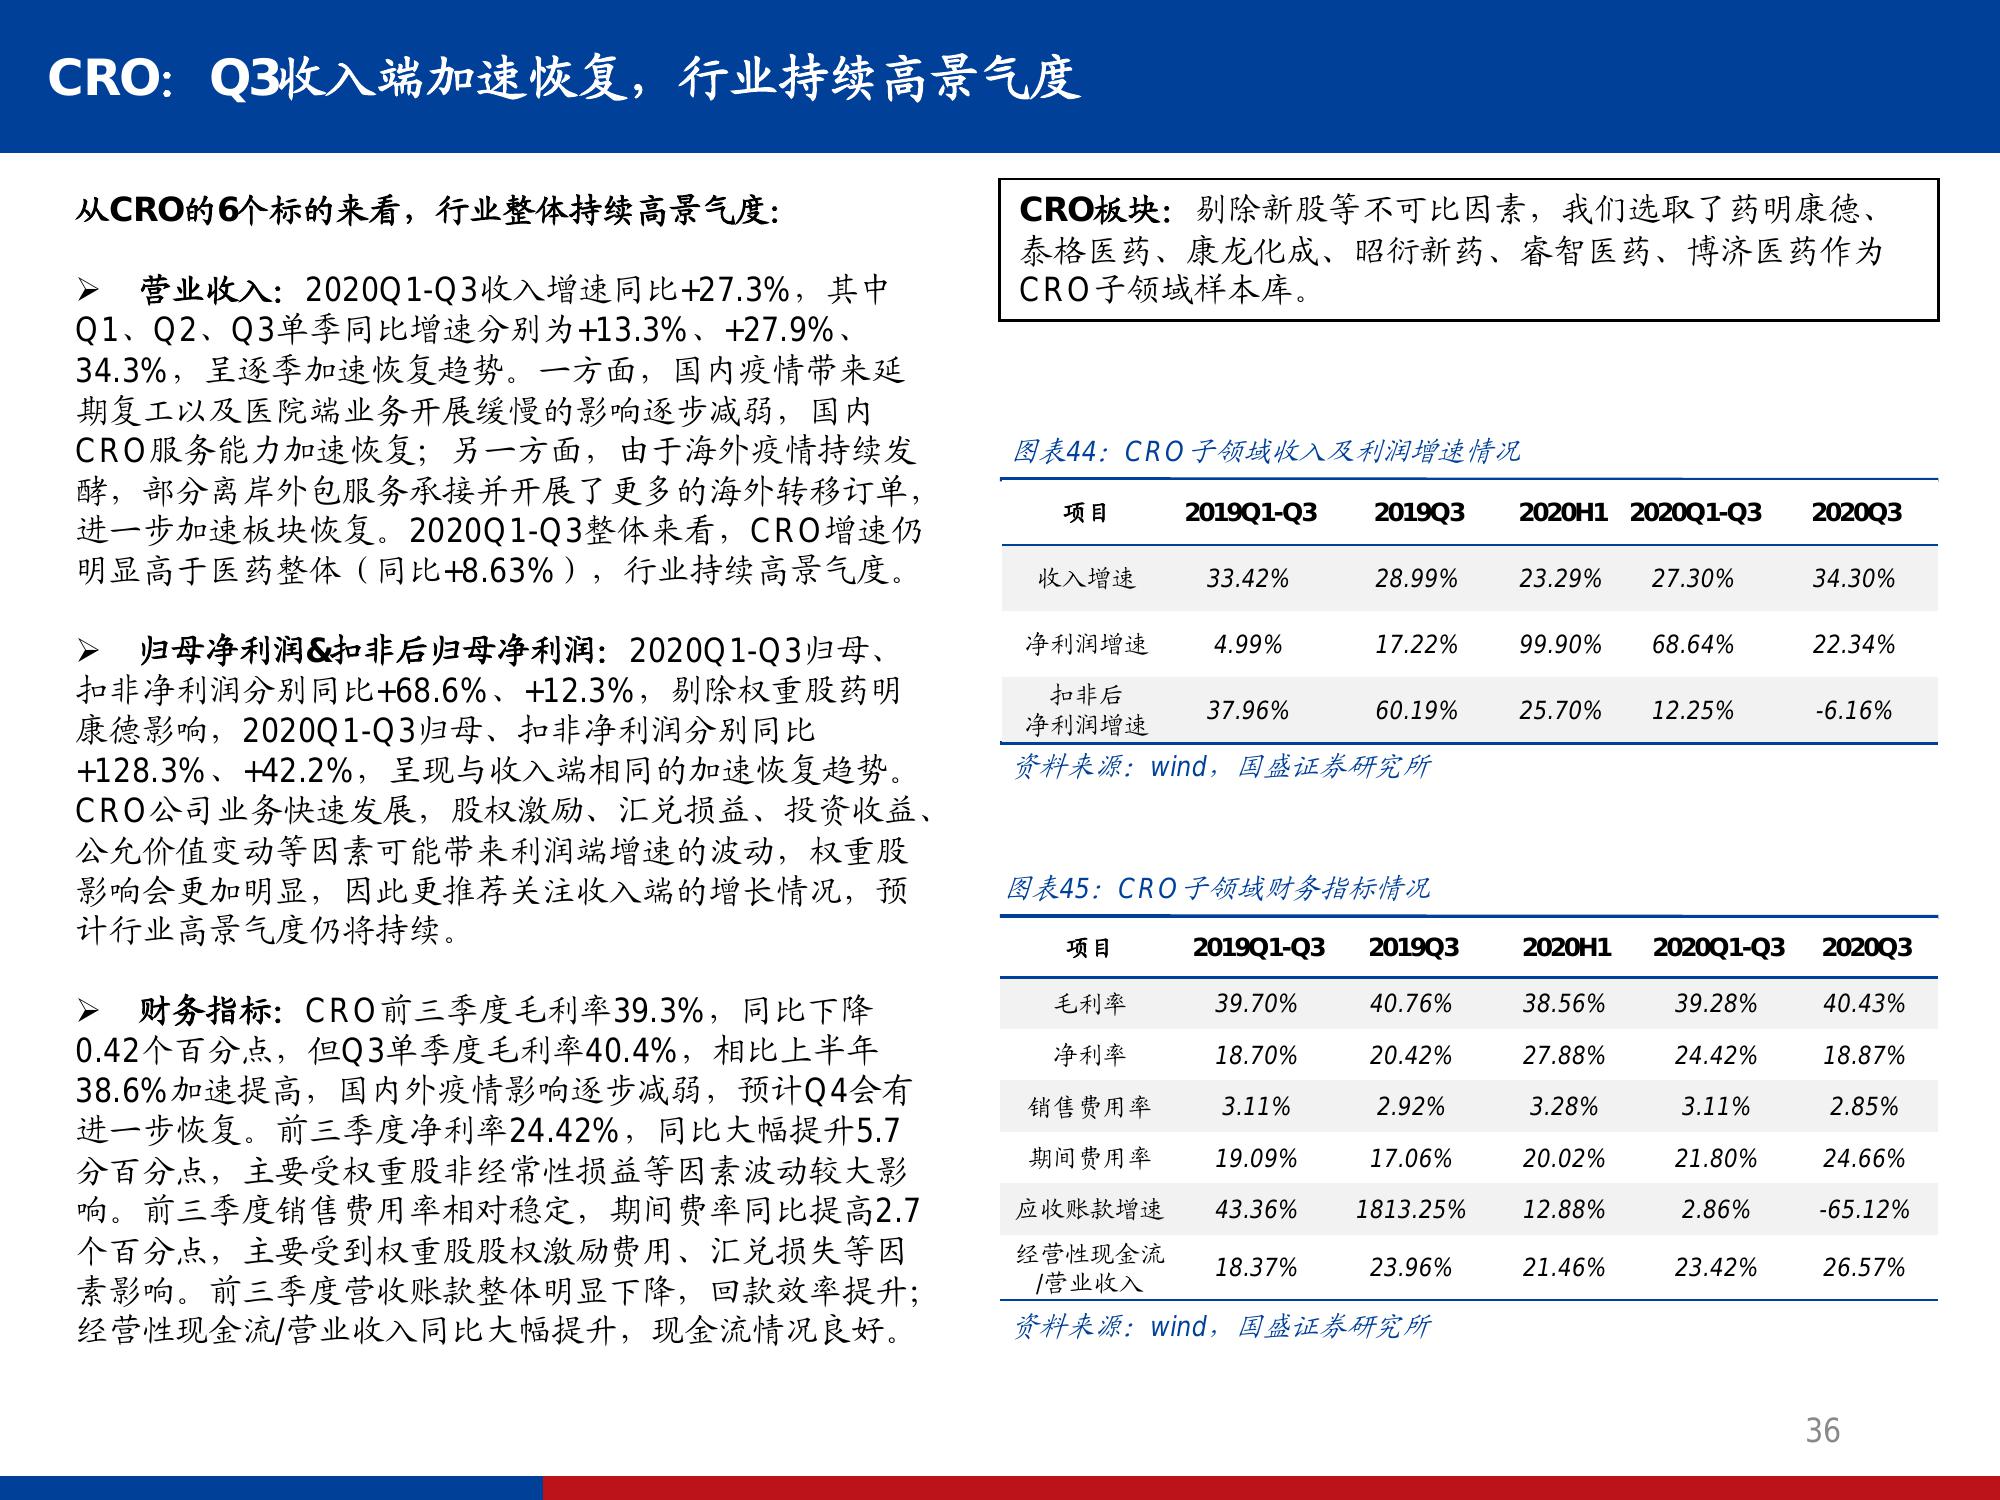 CRO：Q3收入端加速恢复，行业持续高景气度
从CRO的6个标的来看，行业整体持续高景气度：
➢ 营业收入：2020Q1-Q3收入增速同比+27.3%，其中
Q1、Q2、Q3单季同比增速分别为+13.3%、+27.9%、
34.3%，呈逐季加速恢复趋势。一方面，国内疫情带来延
期复工以及医院端业务开展缓慢的影响逐步减弱，国内
CRO服务能力加速恢复；另一方面，由于海外疫情持续发
酵，部分离岸外包服务承接并开展了更多的海外转移订单，
进一步加速板块恢复。2020Q1-Q3整体来看，CRO增速仍
明显高于医药整体（同比+8.63%），行业持续高景气度。
➢ 归母净利润&扣非后归母净利润：2020Q1-Q3归母、
扣非净利润分别同比+68.6%、+12.3%，剔除权重股药明
康德影响，2020Q1-Q3归母、扣非净利润分别同比
+128.3%、+42.2%，呈现与收入端相同的加速恢复趋势。
CRO公司业务快速发展，股权激励、汇兑损益、投资收益、
公允价值变动等因素可能带来利润端增速的波动，权重股
影响会更加明显，因此更推荐关注收入端的增长情况，预
计行业高景气度仍将持续。
➢ 财务指标：CRO前三季度毛利率39.3%，同比下降
0.42个百分点，但Q3单季度毛利率40.4%，相比上半年
38.6%加速提高，国内外疫情影响逐步减弱，预计Q4会有
进一步恢复。前三季度净利率24.42%，同比大幅提升5.7
分百分点，主要受权重股非经常性损益等因素波动较大影
响。前三季度销售费用率相对稳定，期间费率同比提高2.7
个百分点，主要受到权重股股权激励费用、汇兑损失等因
素影响。前三季度营收账款整体明显下降，回款效率提升；
经营性现金流/营业收入同比大幅提升，现金流情况良好。
CRO板块：剔除新股等不可比因素，我们选取了药明康德、
泰格医药、康龙化成、昭衍新药、睿智医药、博济医药作为
CRO子领域样本库。
图表44：CRO子领域收入及利润增速情况
项目 2019Q1-Q3 2019Q3 2020H1 2020Q1-Q3 2020Q3
收入增速 33.42% 28.99% 23.29% 27.30% 34.30%
净利润增速 4.99% 17.22% 99.90% 68.64% 22.34%
扣非后
净利润增速 37.96% 60.19% 25.70% 12.25% -6.16%
资料来源：wind，国盛证券研究所
图表45：CRO子领域财务指标情况
项目 2019Q1-Q3 2019Q3 2020H1 2020Q1-Q3 2020Q3
毛利率 39.70% 40.76% 38.56% 39.28% 40.43%
净利率 18.70% 20.42% 27.88% 24.42% 18.87%
销售费用率 3.11% 2.92% 3.28% 3.11% 2.85%
期间费用率 19.09% 17.06% 20.02% 21.80% 24.66%
应收账款增速 43.36% 1813.25% 12.88% 2.86% -65.12%
经营性现金流
/营业收入 18.37% 23.96% 21.46% 23.42% 26.57%
资料来源：wind，国盛证券研究所
36